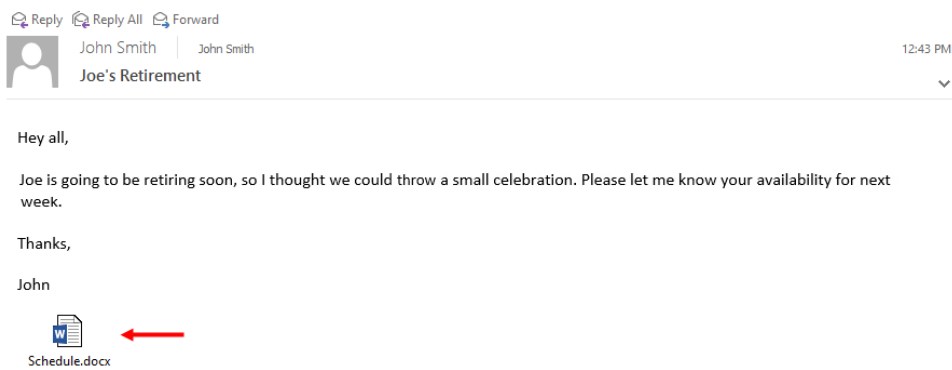 Reply Reply All Forward
John Smith John Smith 12:43 PM
Joe's Retirement
Hey all,
Joe is going to be retiring soon, so I thought we could throw a small celebration. Please let me know your availability for next
week.
Thanks,
John
W
Schedule.docx